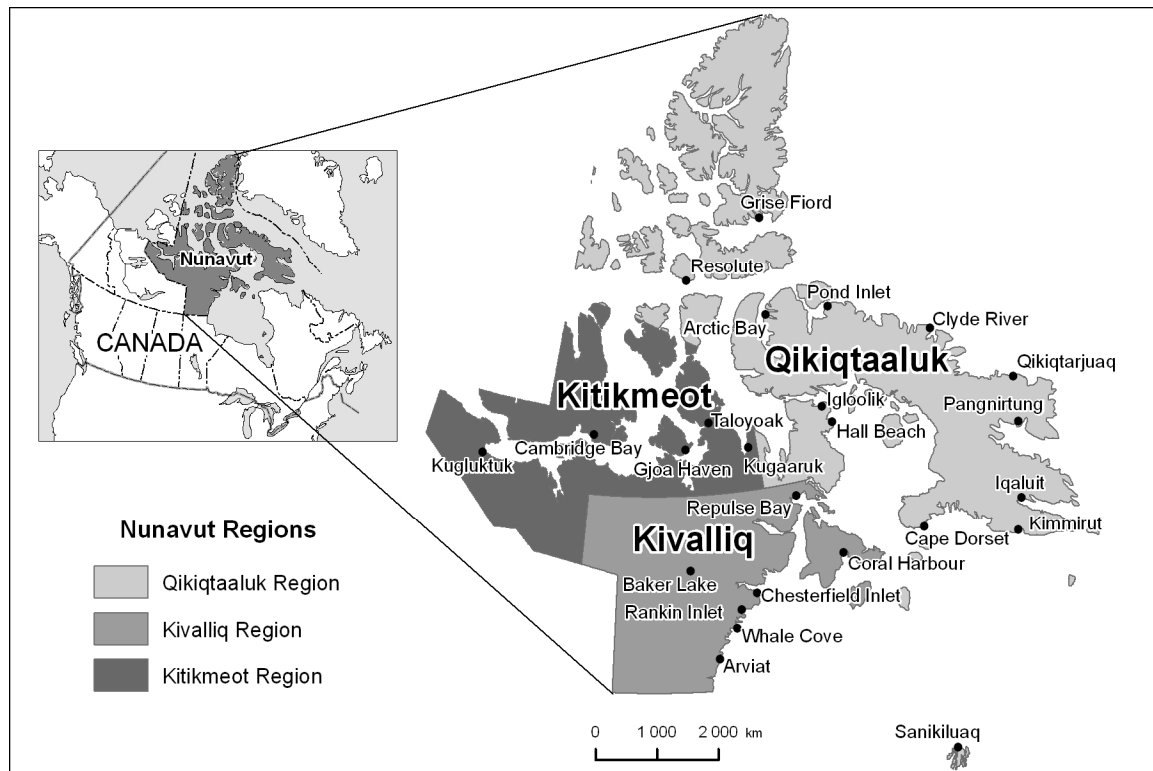 Grise Fiord
Resolute
Nunavut
CANADA
Pond Inlet
Arctic Bay
Clyde River
Qikiqtaaluk
Qikiqtarjuaq
Kitikmeot
Igloolik
Pangnirtung
Taloyoak
Hall Beach
Cambridge Bay
Kugluktuk
Gjoa Haven
Kugaaruk
Iqaluit
Repulse Bay
Kimmirut
Cape Dorset
Kivalliq
Coral Harbour
Baker Lake
Chesterfield Inlet
Rankin Inlet
Whale Cove
Arviat
Nunavut Regions
Qikiqtaaluk Region
Kivalliq Region
Kitikmeot Region
0 1 000 2 000 km
Sanikiluaq